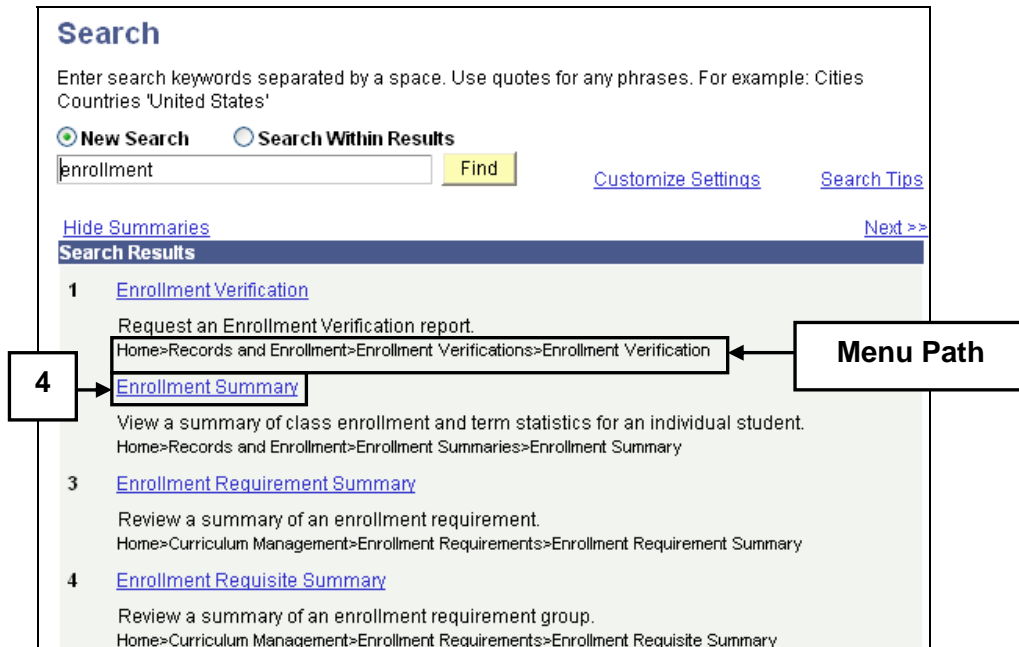 Search
Enter search keywords separated by a space. Use quotes for any phrases. For example: Cities
Countries 'United States'
New Search Search Within Results
enrollment Find Customize Settings Search Tips
Hide Summaries Next >>
Search Results
1 Enrollment Verification
Request an Enrollment Verification report.
Home>Records and Enrollment>Enrollment Verifications>Enrollment Verification
Menu Path
4
Enrollment Summary
View a summary of class enrollment and term statistics for an individual student.
Home>Records and Enrollment>Enrollment Summaries>Enrollment Summary
3 Enrollment Requirement Summary
Review a summary of an enrollment requirement.
Home>Curriculum Management>Enrollment Requirements>Enrollment Requirement Summary
4 Enrollment Requisite Summary
Review a summary of an enrollment requirement group.
Home>Curriculum Management>Enrollment Requirements>Enrollment Requisite Summary